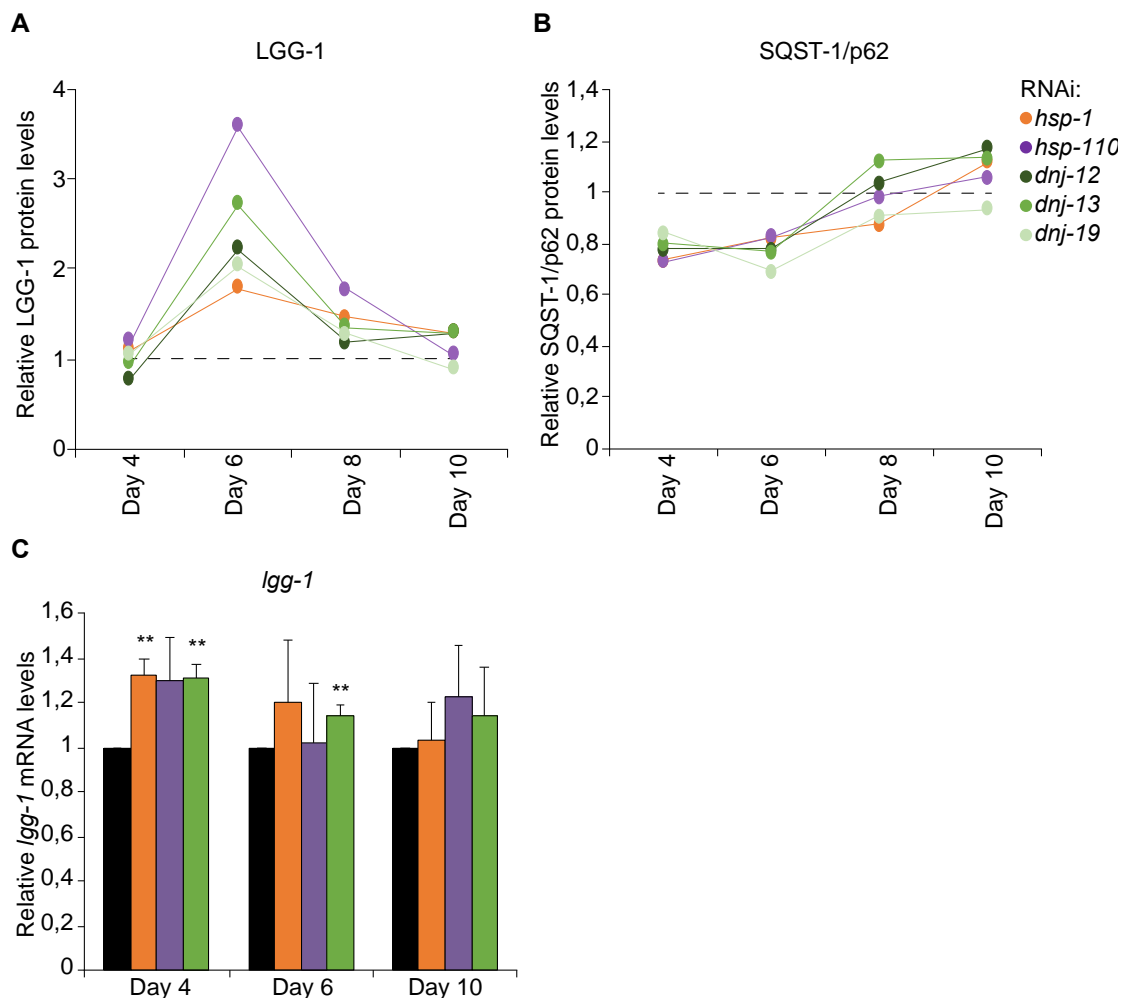 A
LGG-1
Relative LGG-1 protein levels
4
3
2
1
0
Day 4
Day 6
Day 8
Day 10
B
SQST-1/p62
Relative SQST-1/p62 protein levels
1,4
1,2
1
0,8
0,6
0,4
0,2
0
Day 4
Day 6
Day 8
Day 10
RNAi:
hsp-1
hsp-110
dnj-12
dnj-13
dnj-19
C
lgg-1
Relative lgg-1 mRNA levels
1,6
1,4
1,2
1
0,8
0,6
0,4
0,2
0
** ** **
Day 4 Day 6 Day 10